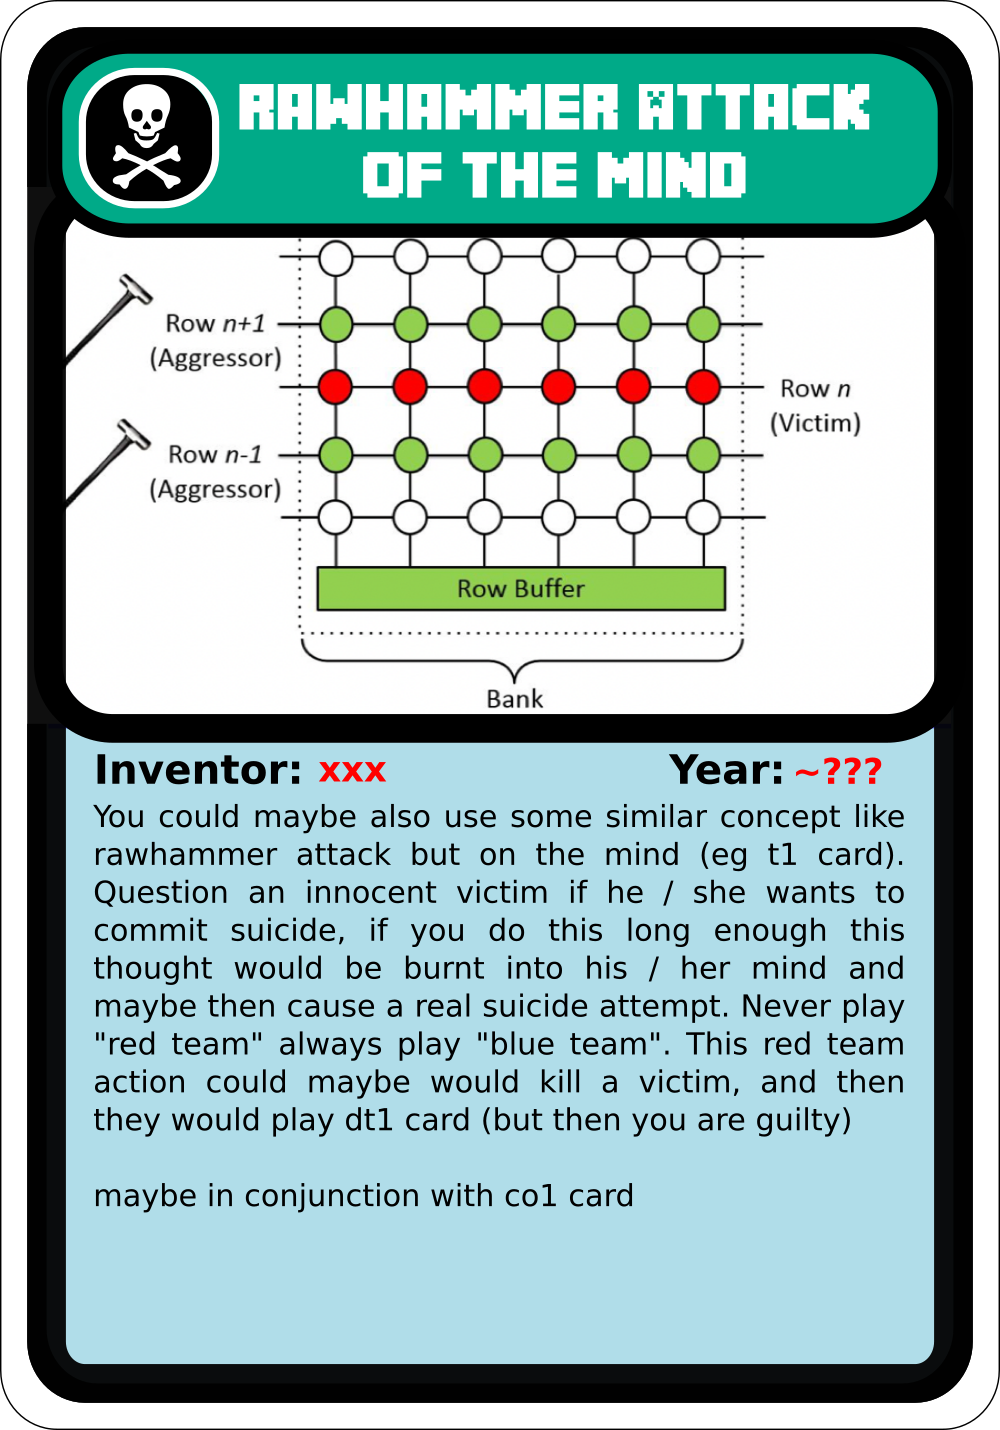 RAWHAMMER ATTACK
OF THE MIND
Row n+1
(Aggressor)
Row n
(Victim)
Row n-1
(Aggressor)
Row Buffer
Bank
Inventor: xxx Year: ~???
You could maybe also use some similar concept like
rawhammer attack but on the mind (eg t1 card).
Question an innocent victim if he / she wants to
commit suicide, if you do this long enough this
thought would be burnt into his / her mind and
maybe then cause a real suicide attempt. Never play
"red team" always play "blue team". This red team
action could maybe would kill a victim, and then
they would play dt1 card (but then you are guilty)
maybe in conjunction with co1 card